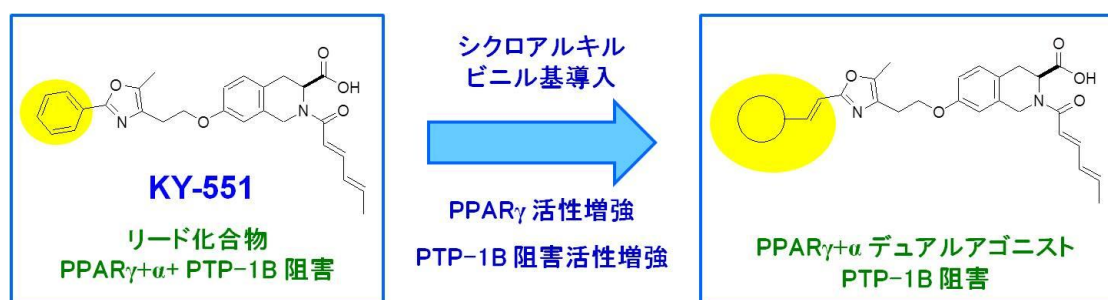 O
N
O
O
OH
N
O
KY-551
リード化合物
PPARγ+α+ PTP-1B 阻害
シクロアルキル
ビニル基導入
PPARγ 活性増強
PTP-1B 阻害活性増強
O
N
O
O
OH
N
O
PPARγ+α デュアルアゴニスト
PTP-1B 阻害